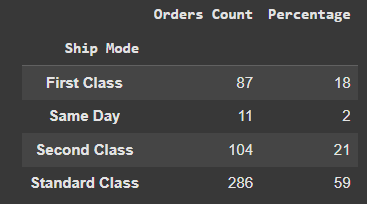 Orders Count Percentage
Ship Mode
First Class 87 18
Same Day 11 2
Second Class 104 21
Standard Class 286 59